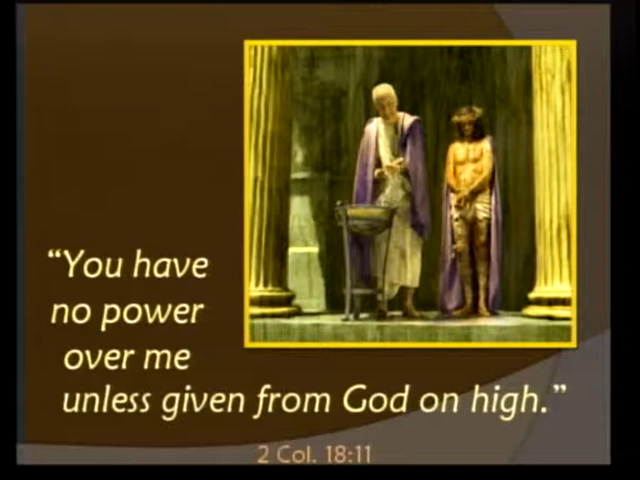 “You have
no power
over me
unless given from God on high.”
2 Col. 18:11